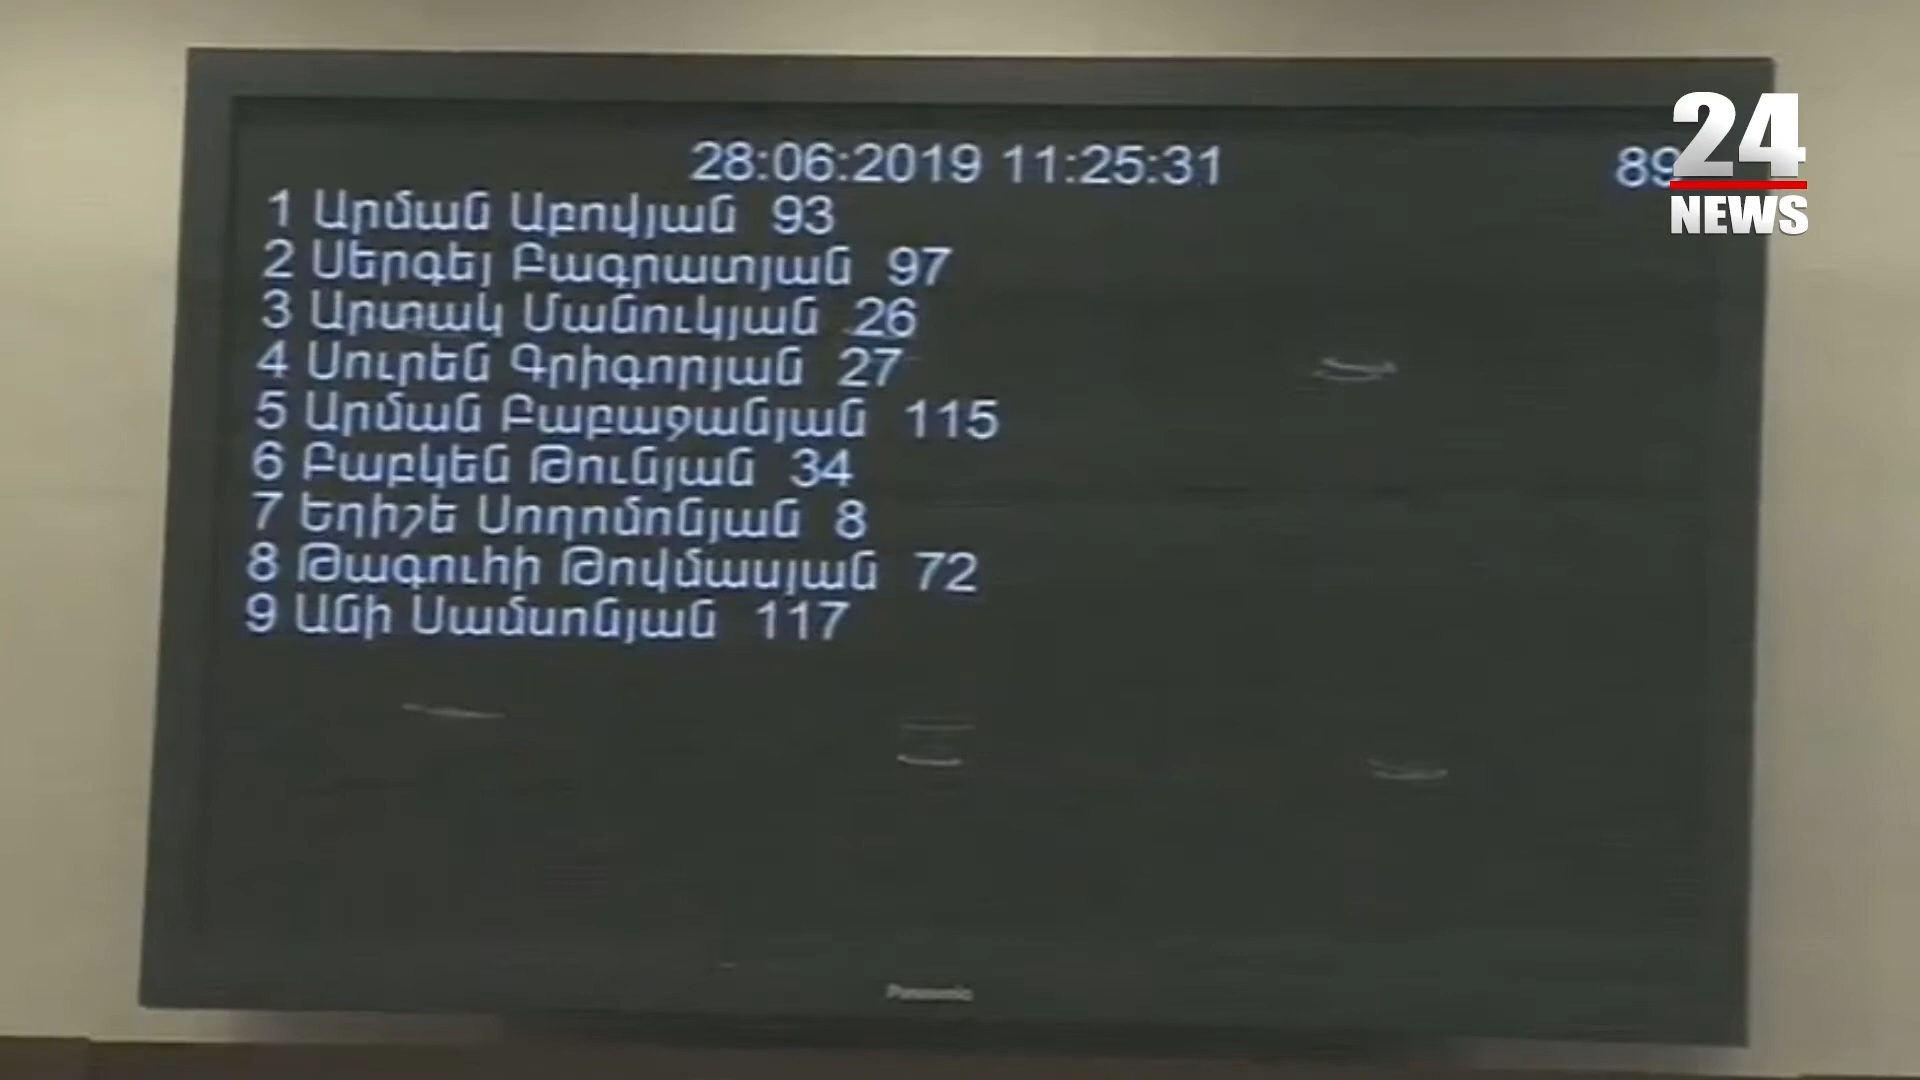 28:06:2019 11:25:31 89
24
NEWS
1 Արման Աբովյան 93
2 Սերգեյ Բագրատյան 97
3 Արտակ Մանուկյան 26
4 Սուրեն Գրիգորյան 27
5 Արման Բաբաջանյան 115
6 Բաբկեն Թունյան 34
7 Եղիշե Սողոմոնյան 8
8 Թագուհի Թովմասյան 72
9 Անի Սամսոնյան 117
Panasonic